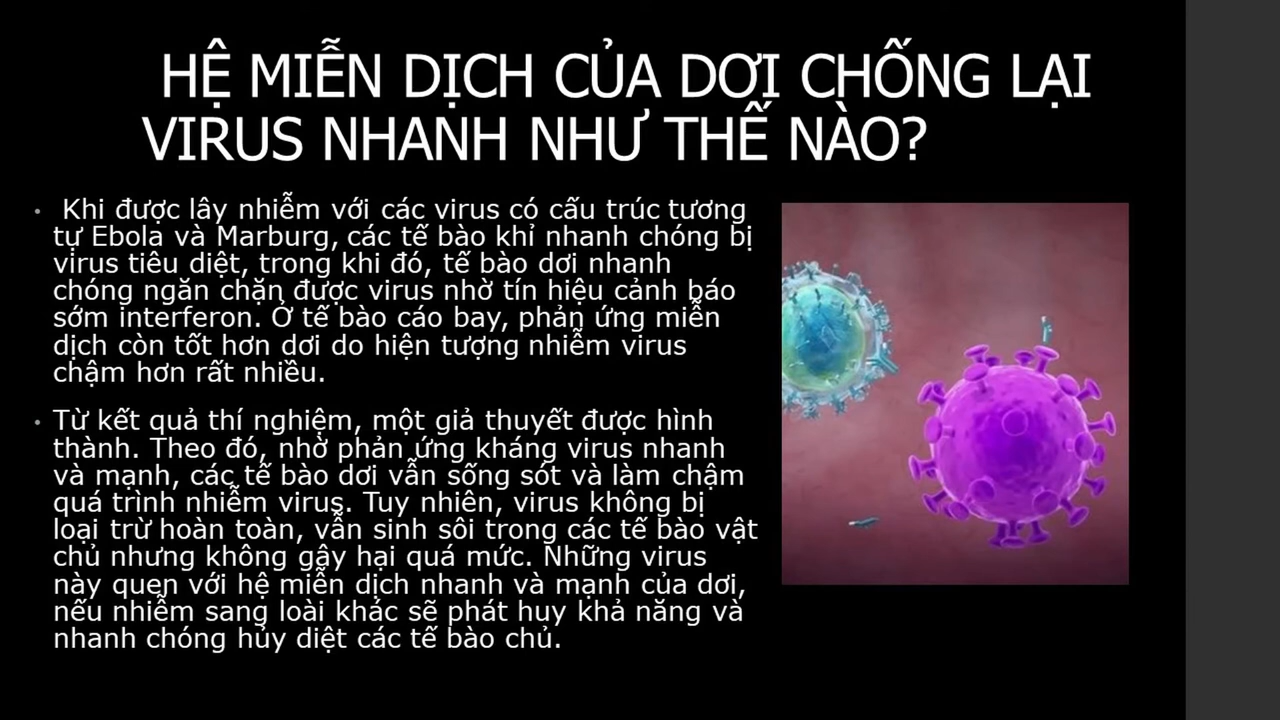 HỆ MIỄN DỊCH CỦA DƠI CHỐNG LẠI
VIRUS NHANH NHƯ THẾ NÀO?
• Khi được lây nhiễm với các virus có cấu trúc tương
tự Ebola và Marburg, các tế bào khỉ nhanh chóng bị
virus tiêu diệt, trong khi đó, tế bào dơi nhanh
chóng ngăn chặn được virus nhờ tín hiệu cảnh báo
sớm interferon. Ở tế bào cáo bay, phản ứng miễn
dịch còn tốt hơn dơi do hiện tượng nhiễm virus
chậm hơn rất nhiều.
• Từ kết quả thí nghiệm, một giả thuyết được hình
thành. Theo đó, nhờ phản ứng kháng virus nhanh
và mạnh, các tế bào dơi vẫn sống sót và làm chậm
quá trình nhiễm virus. Tuy nhiên, virus không bị
loại trừ hoàn toàn, vẫn sinh sôi trong các tế bào vật
chủ nhưng không gây hại quá mức. Những virus
này quen với hệ miễn dịch nhanh và mạnh của dơi,
nếu nhiễm sang loài khác sẽ phát huy khả năng và
nhanh chóng hủy diệt các tế bào chủ.